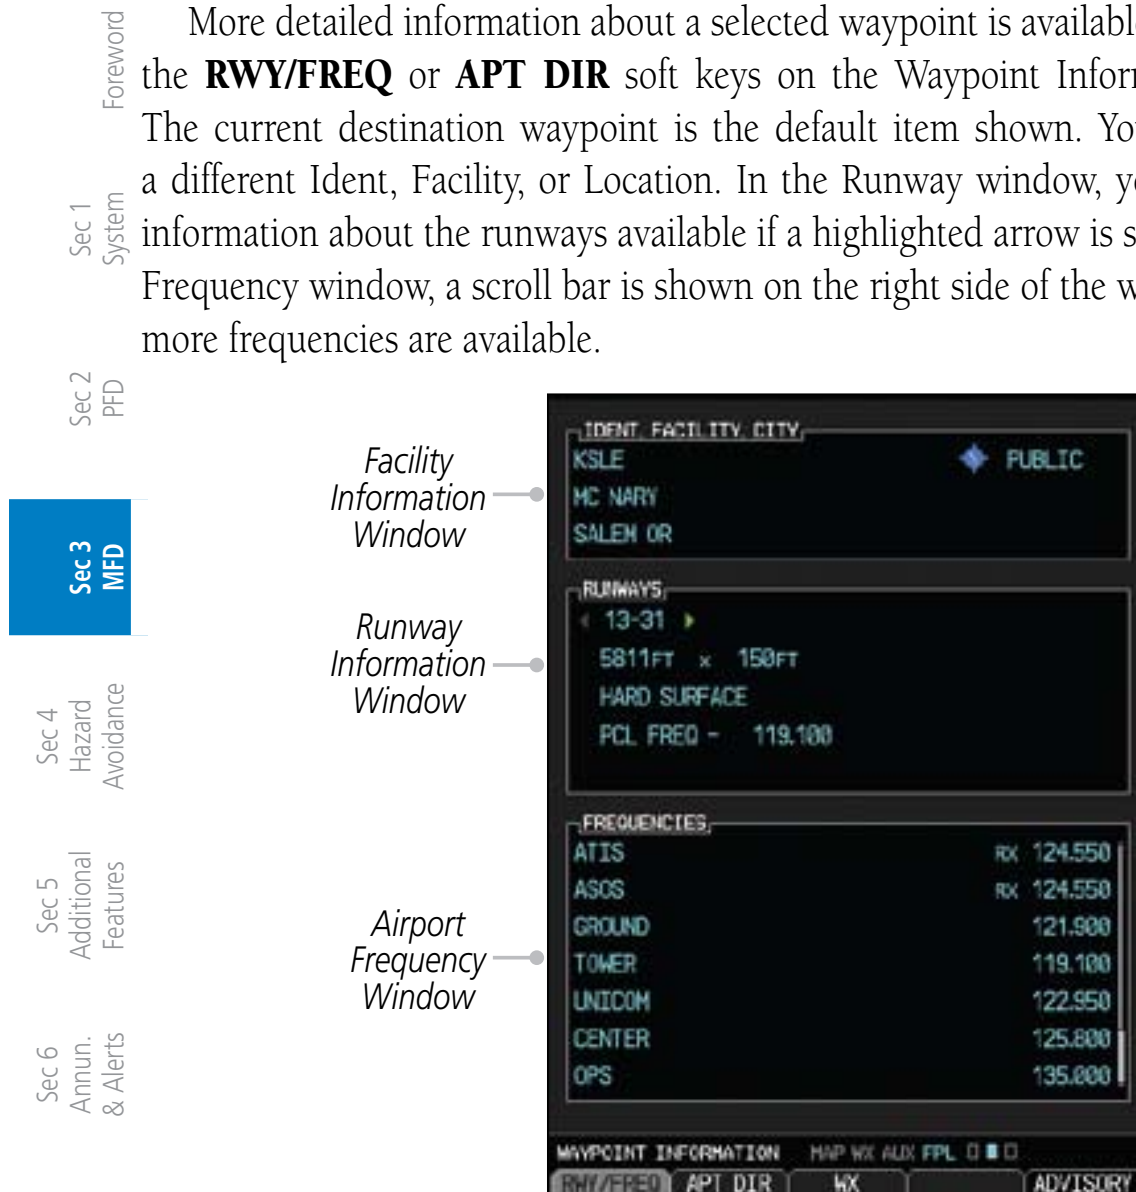 More detailed information about a selected waypoint is available
the RWY/FREQ or APT DIR soft keys on the Waypoint Inform
The current destination waypoint is the default item shown. Yo
a different Ident, Facility, or Location. In the Runway window, y
information about the runways available if a highlighted arrow is s
Frequency window, a scroll bar is shown on the right side of the w
more frequencies are available.
Foreword
Sec 1
System
Sec 2
PFD
Sec 3
MFD
Sec 4
Hazard
Avoidance
Sec 5
Additional
Features
Sec 6
Annun.
& Alerts
Facility
Information
Window
Runway
Information
Window
Airport
Frequency
Window
IDENT, FACILITY, CITY
KSLE PUBLIC
MC NARY
SALEM OR
RUNWAYS
13-31
5811FT x 150FT
HARD SURFACE
PCL FREQ - 119.100
FREQUENCIES
ATIS RX 124.550
ASOS RX 124.550
GROUND 121.900
TOWER 119.100
UNICOM 122.950
CENTER 125.800
OPS 135.000
WAYPOINT INFORMATION MAP WX AUX FPL
RWY/FREQ APT DIR WX ADVISORY